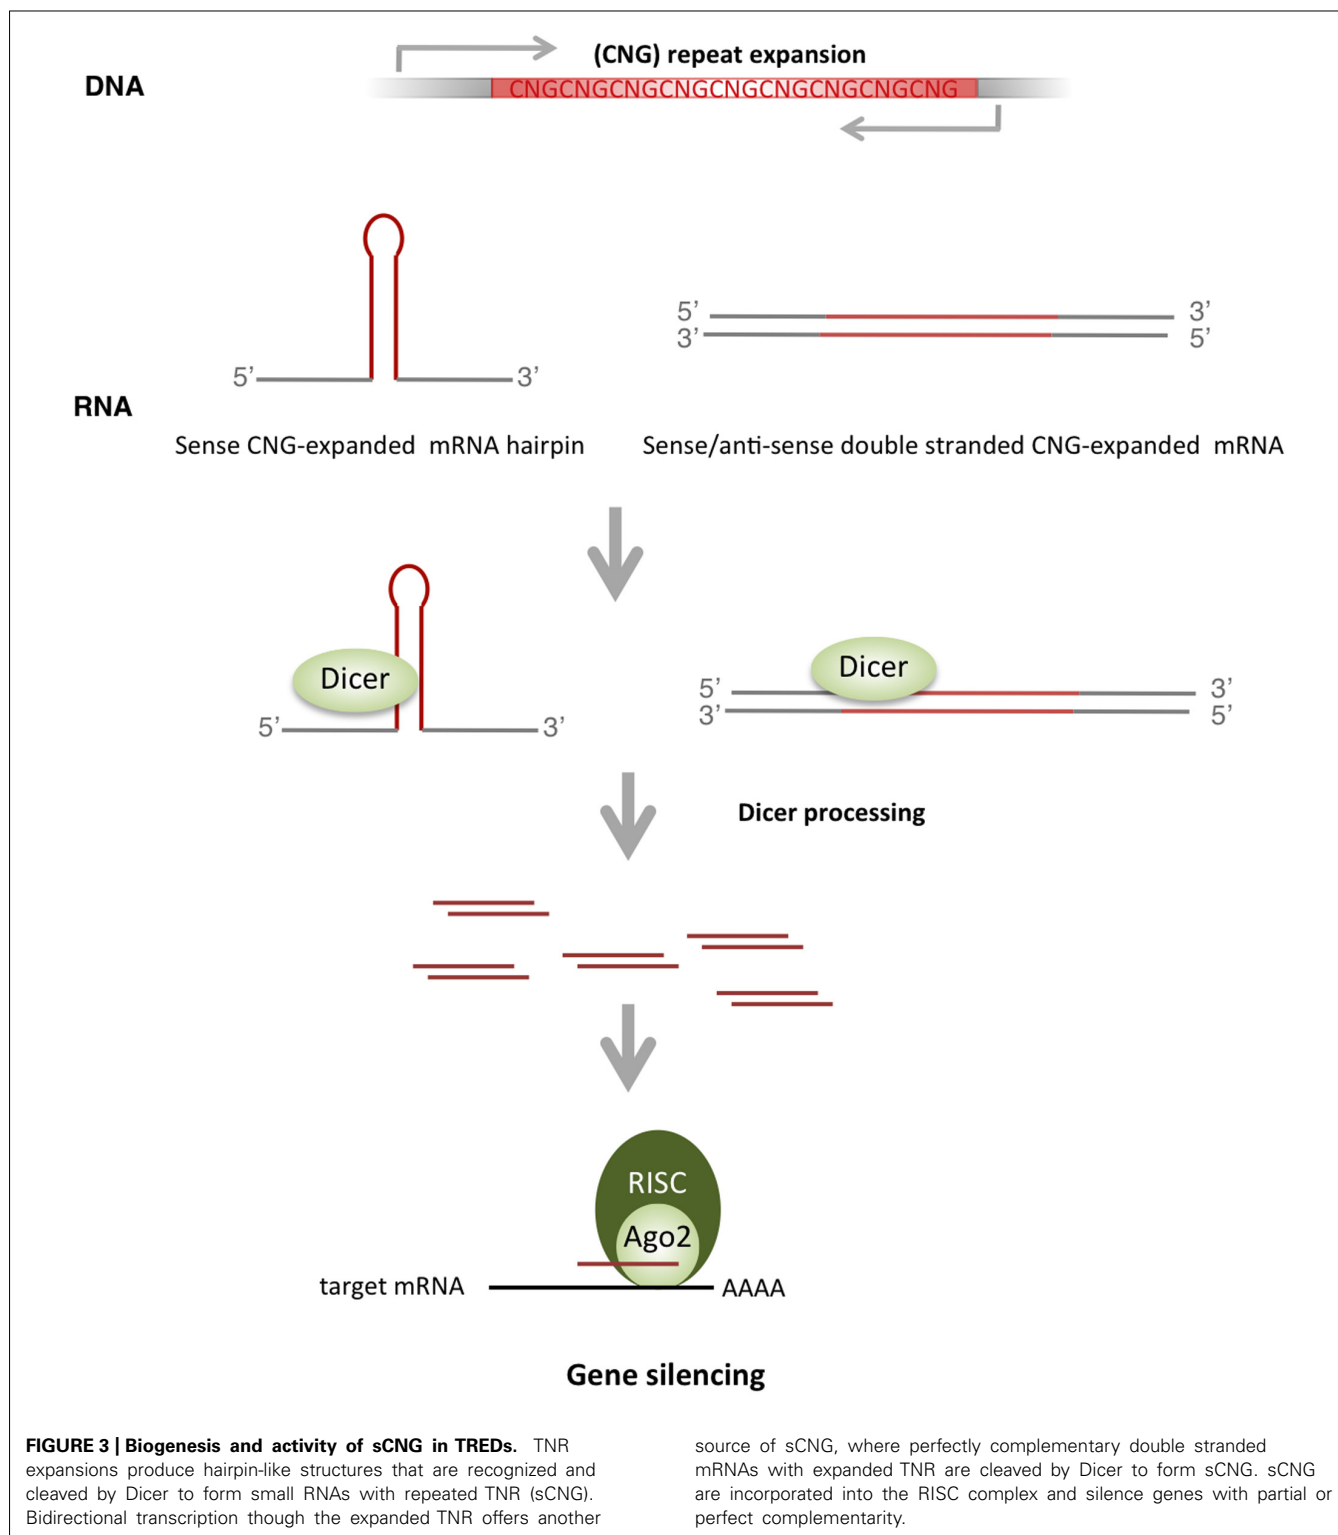 (CNG) repeat expansion
DNA
CNGCNGCNGCNGCNGCNGCNGCNGCNG
5’ 3’
3’ 5’
5’ 3’
RNA
Sense CNG-expanded mRNA hairpin
Sense/anti-sense double stranded CNG-expanded mRNA
Dicer
Dicer
5’ 3’
3’ 5’
5’ 3’
Dicer processing
RISC
Ago2
target mRNA
AAAA
Gene silencing
FIGURE 3 | Biogenesis and activity of sCNG in TREDs. TNR
expansions produce hairpin-like structures that are recognized and
cleaved by Dicer to form small RNAs with repeated TNR (sCNG).
Bidirectional transcription though the expanded TNR offers another
source of sCNG, where perfectly complementary double stranded
mRNAs with expanded TNR are cleaved by Dicer to form sCNG. sCNG
are incorporated into the RISC complex and silence genes with partial or
perfect complementarity.